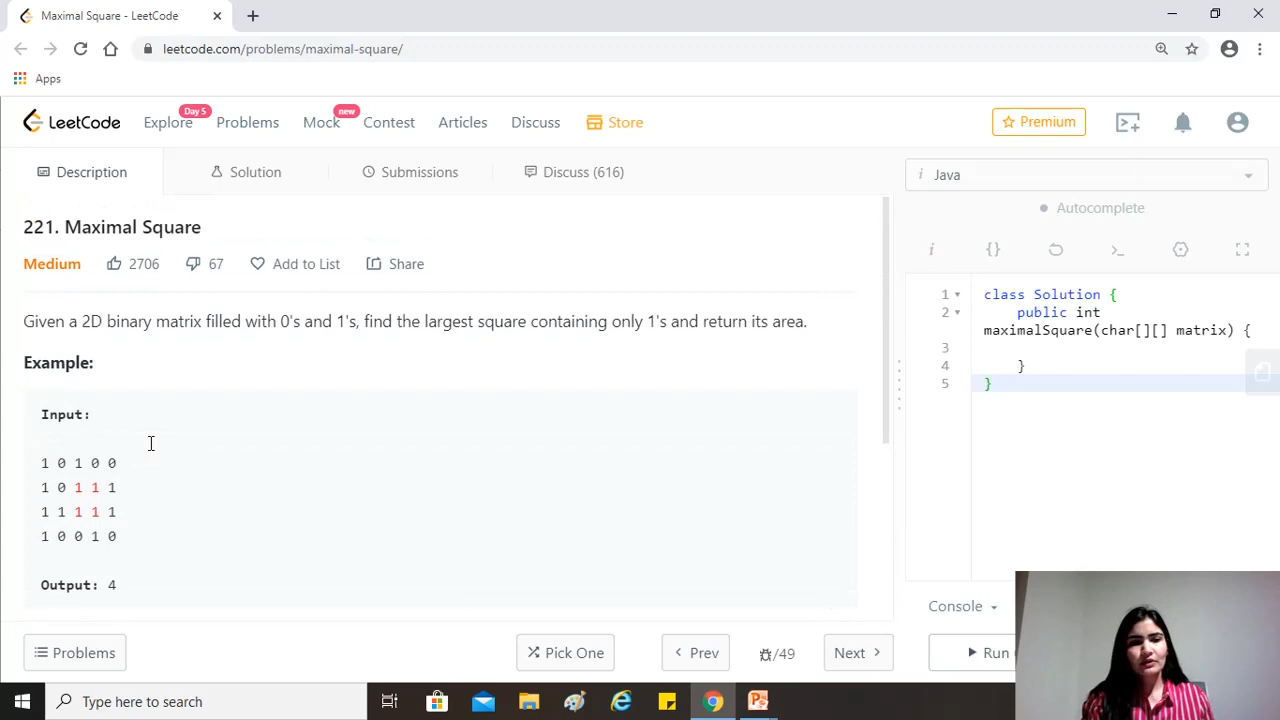 Maximal Square - LeetCode
leetcode.com/problems/maximal-square/
Apps
LeetCode
Explore
Day 5
Problems
Mock
new
Contest
Articles
Discuss
Store
Premium
Description
Solution
Submissions
Discuss (616)
221. Maximal Square
Medium
2706
67
Add to List
Share
Given a 2D binary matrix filled with 0's and 1's, find the largest square containing only 1's and return its area.
Example:
Input:
1 0 1 0 0
1 0 1 1 1
1 1 1 1 1
1 0 0 1 0
Output: 4
Problems
Pick One
Prev
/49
Next
i Java
Autocomplete
i {}
1 class Solution {
2 public int
maximalSquare(char[][] matrix) {
3
4 }
5 }
Console
Run
Type here to search